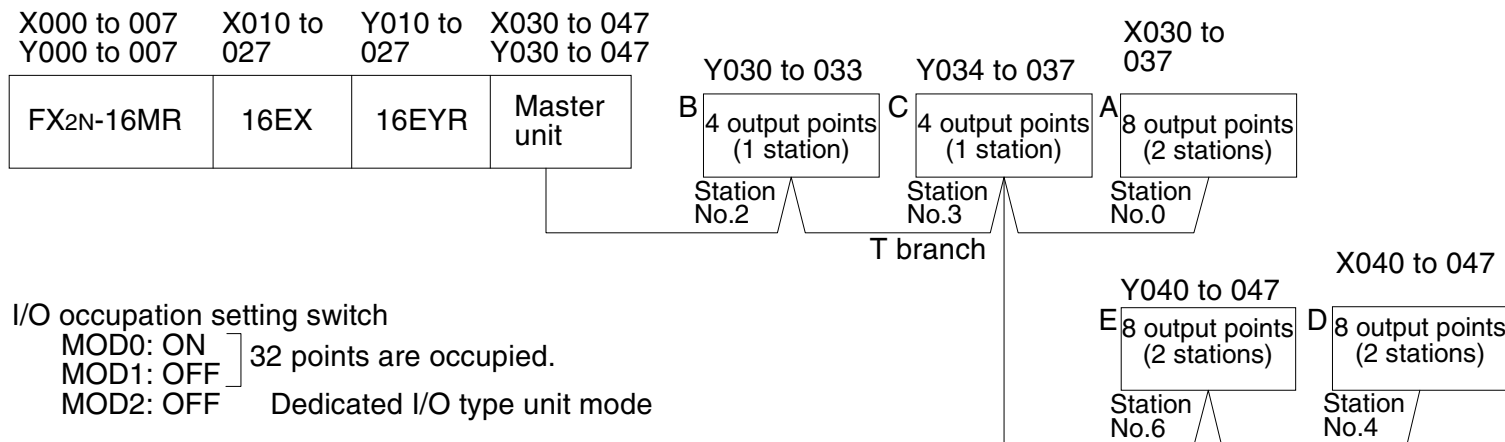 X000 to 007
Y000 to 007
X010 to
027
Y010 to
027
X030 to 047
Y030 to 047
FX2N-16MR
16EX
16EYR
Master
unit
Y030 to 033
B
4 output points
(1 station)
Station
No.2
Y034 to 037
C
4 output points
(1 station)
Station
No.3
X030 to
037
A
8 output points
(2 stations)
Station
No.0
T branch
I/O occupation setting switch
MOD0: ON
MOD1: OFF
32 points are occupied.
MOD2: OFF Dedicated I/O type unit mode
Y040 to 047
E
8 output points
(2 stations)
Station
No.6
X040 to 047
D
8 output points
(2 stations)
Station
No.4